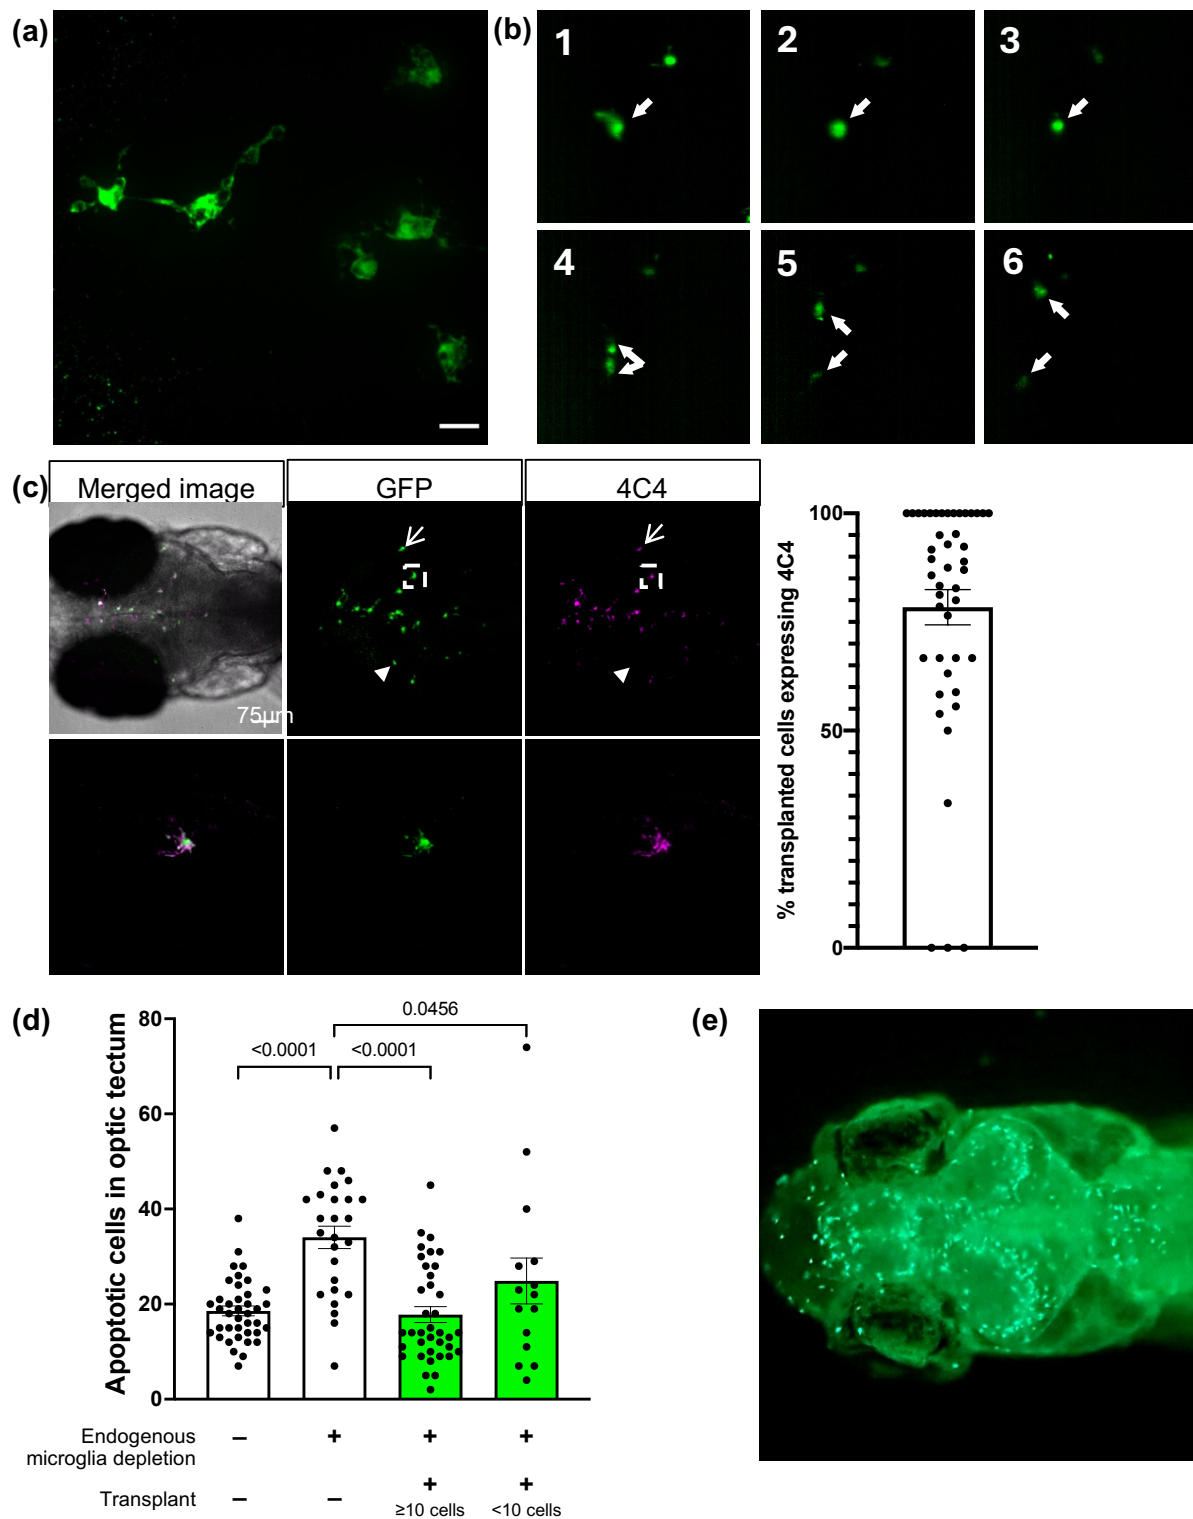 (a)
(b)
1
2
3
4
5
6
(c)
Merged image
GFP
4C4
75µm
% transplanted cells expressing 4C4
100
50
0
(d)
Apoptotic cells in optic tectum
80
60
40
20
0
0.0456
<0.0001
<0.0001
Endogenous
microglia depletion
– + + +
Transplant
– – + +
≥10 cells <10 cells
(e)